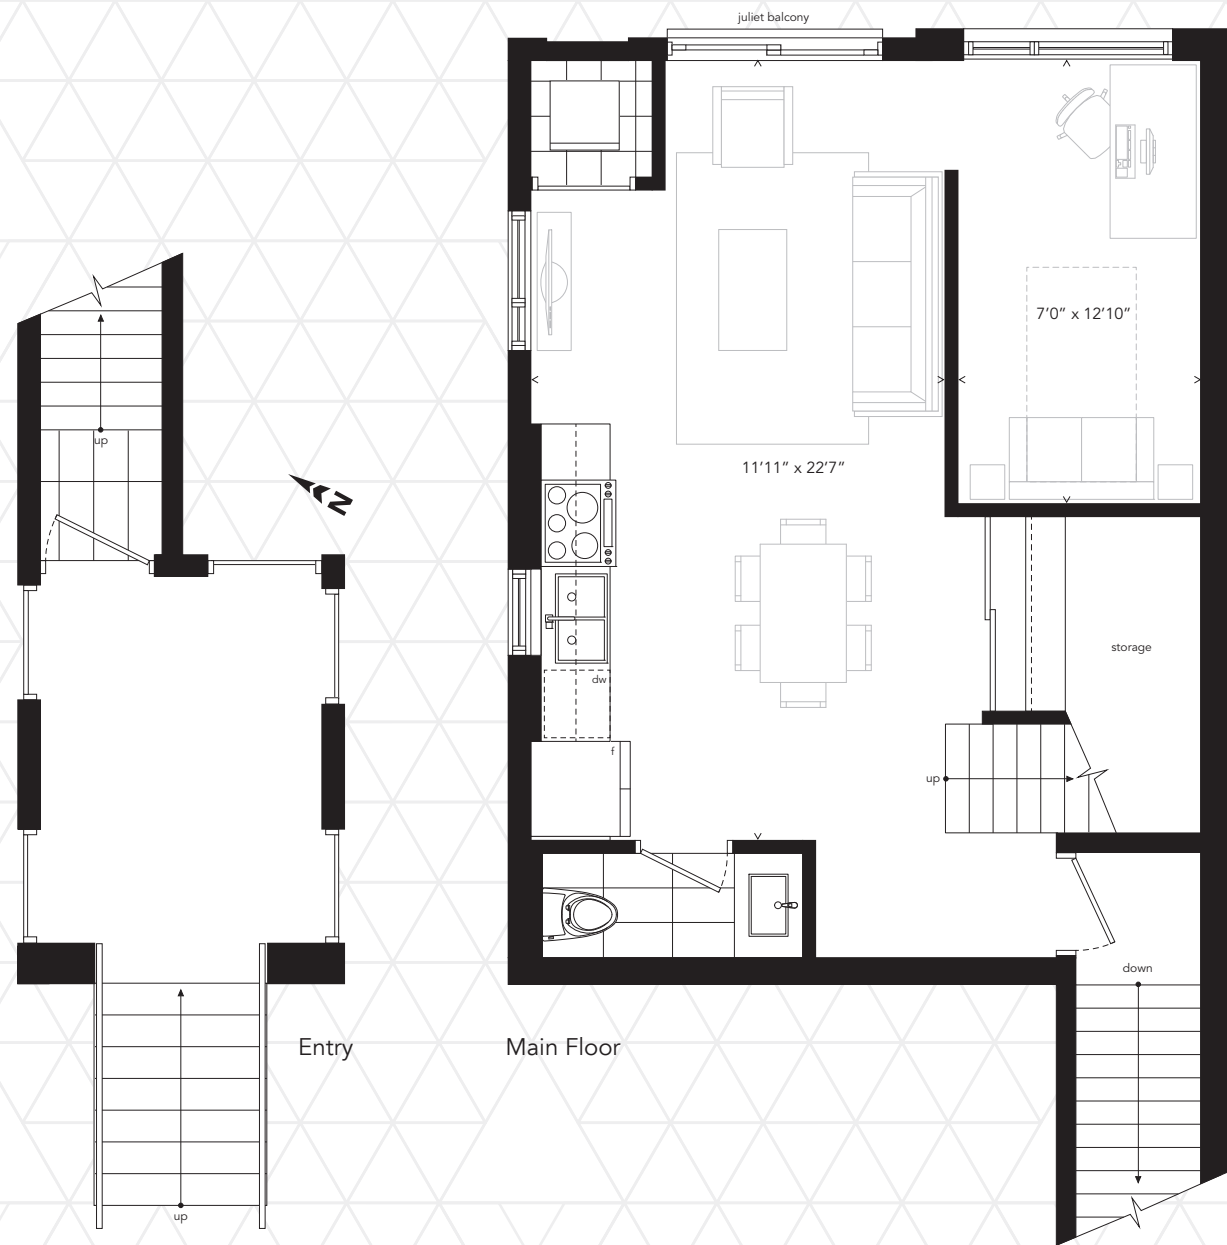 juliet balcony
7'0" x 12'10"
up
11'11" x 22'7"
N
storage
dw
f
up
down
Entry
Main Floor
up